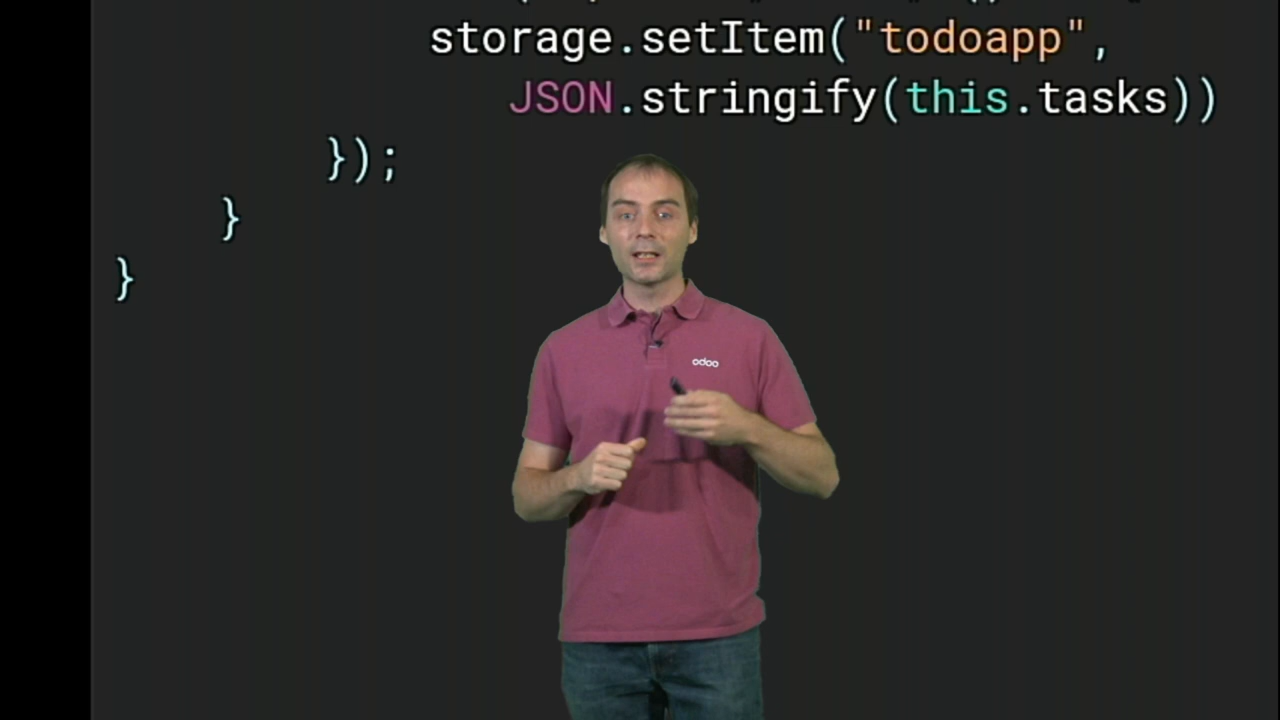 storage.setItem("todoapp",
JSON.stringify(this.tasks))
});
}
}
odoo